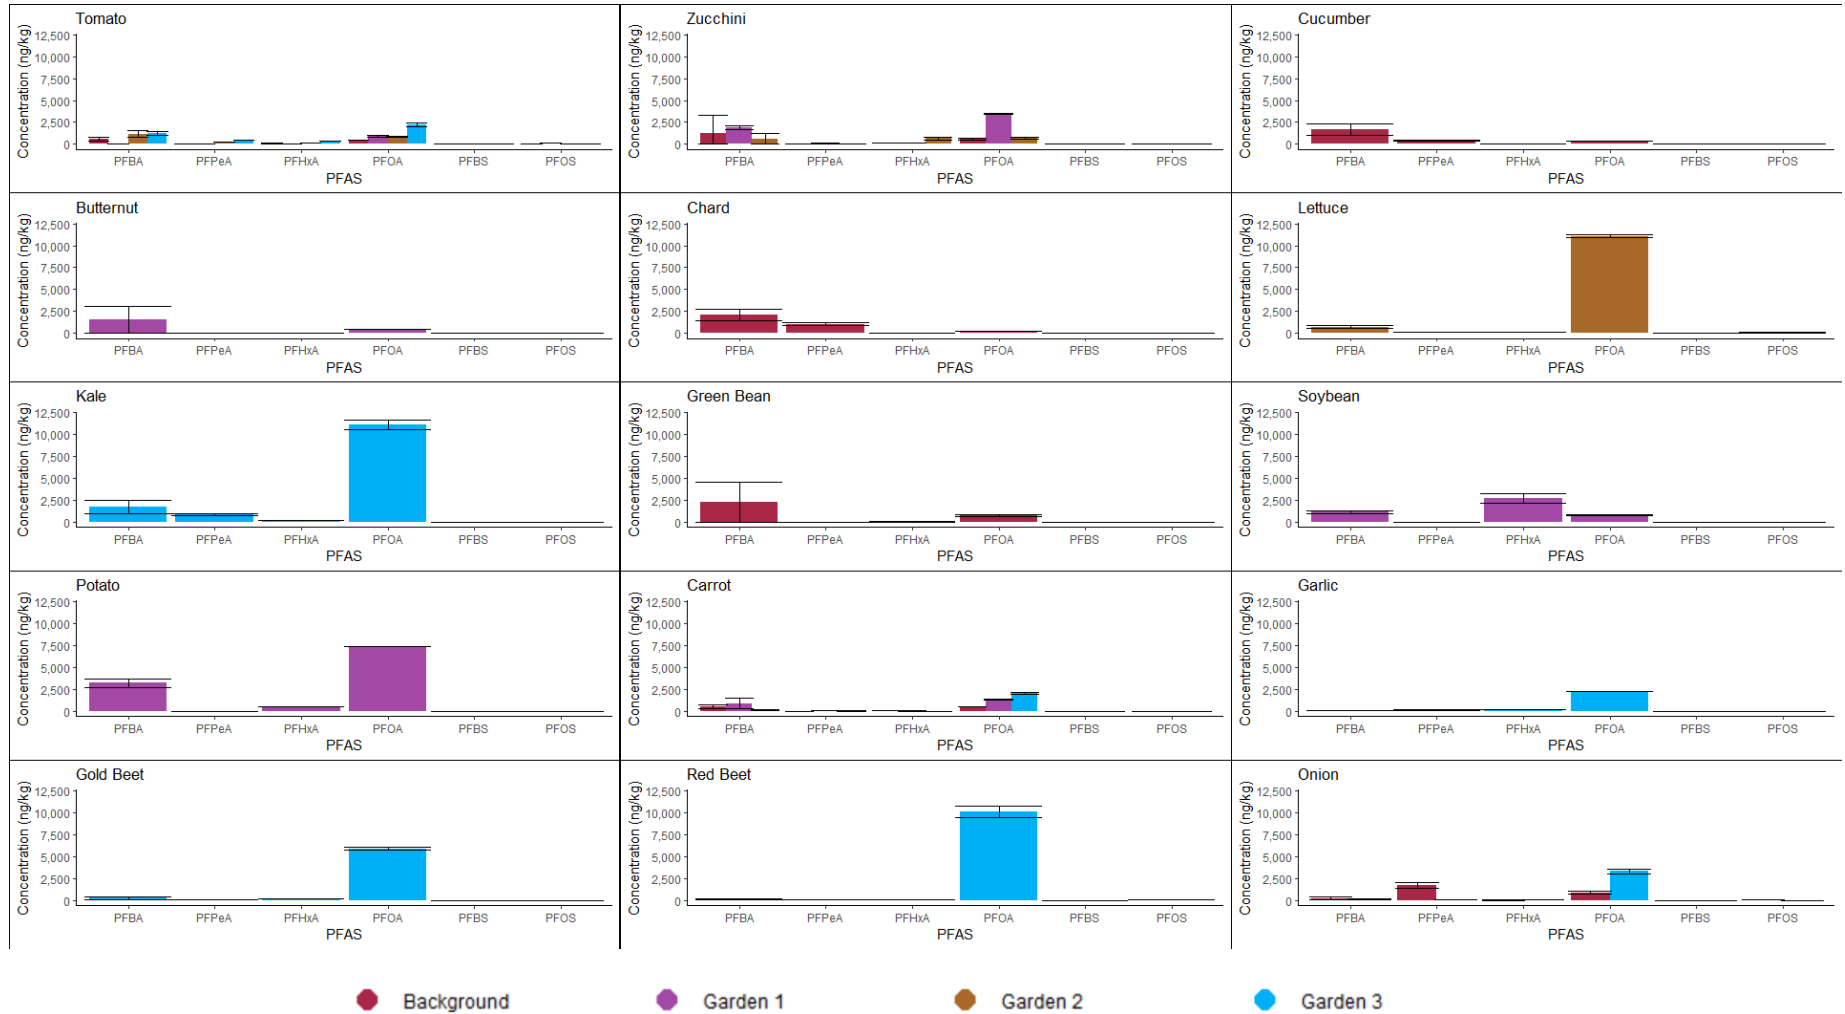 Tomato
Concentration (ng/kg)
12,500
10,000
7,500
5,000
2,500
0
PFBA PFPeA PFHxA PFOA PFBS PFOS
PFAS
Zucchini
Concentration (ng/kg)
12,500
10,000
7,500
5,000
2,500
0
PFBA PFPeA PFHxA PFOA PFBS PFOS
PFAS
Cucumber
Concentration (ng/kg)
12,500
10,000
7,500
5,000
2,500
0
PFBA PFPeA PFHxA PFOA PFBS PFOS
PFAS
Butternut
Concentration (ng/kg)
12,500
10,000
7,500
5,000
2,500
0
PFBA PFPeA PFHxA PFOA PFBS PFOS
PFAS
Chard
Concentration (ng/kg)
12,500
10,000
7,500
5,000
2,500
0
PFBA PFPeA PFHxA PFOA PFBS PFOS
PFAS
Lettuce
Concentration (ng/kg)
12,500
10,000
7,500
5,000
2,500
0
PFBA PFPeA PFHxA PFOA PFBS PFOS
PFAS
Kale
Concentration (ng/kg)
12,500
10,000
7,500
5,000
2,500
0
PFBA PFPeA PFHxA PFOA PFBS PFOS
PFAS
Green Bean
Concentration (ng/kg)
12,500
10,000
7,500
5,000
2,500
0
PFBA PFPeA PFHxA PFOA PFBS PFOS
PFAS
Soybean
Concentration (ng/kg)
12,500
10,000
7,500
5,000
2,500
0
PFBA PFPeA PFHxA PFOA PFBS PFOS
PFAS
Potato
Concentration (ng/kg)
12,500
10,000
7,500
5,000
2,500
0
PFBA PFPeA PFHxA PFOA PFBS PFOS
PFAS
Carrot
Concentration (ng/kg)
12,500
10,000
7,500
5,000
2,500
0
PFBA PFPeA PFHxA PFOA PFBS PFOS
PFAS
Garlic
Concentration (ng/kg)
12,500
10,000
7,500
5,000
2,500
0
PFBA PFPeA PFHxA PFOA PFBS PFOS
PFAS
Gold Beet
Concentration (ng/kg)
12,500
10,000
7,500
5,000
2,500
0
PFBA PFPeA PFHxA PFOA PFBS PFOS
PFAS
Red Beet
Concentration (ng/kg)
12,500
10,000
7,500
5,000
2,500
0
PFBA PFPeA PFHxA PFOA PFBS PFOS
PFAS
Onion
Concentration (ng/kg)
12,500
10,000
7,500
5,000
2,500
0
PFBA PFPeA PFHxA PFOA PFBS PFOS
PFAS
Background Garden 1 Garden 2 Garden 3